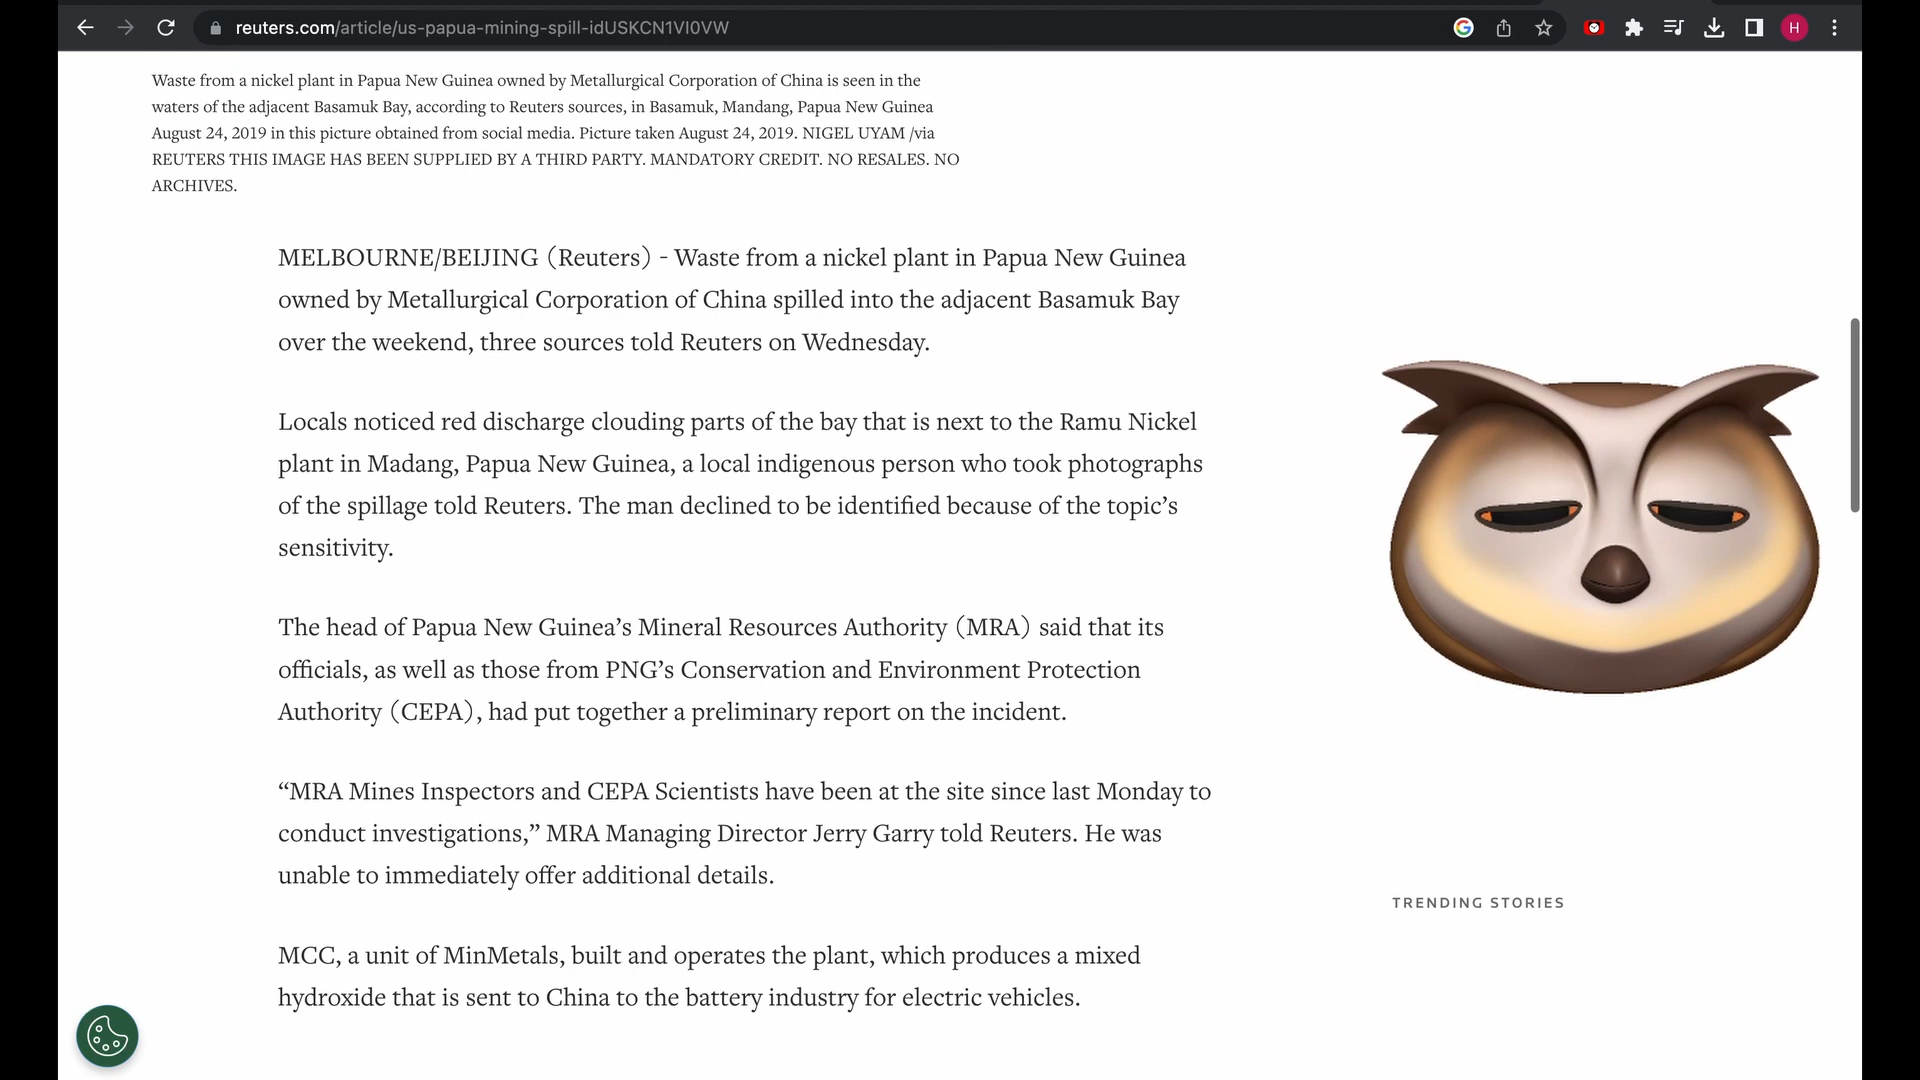 reuters.com/article/us-papua-mining-spill-idUSKCN1VI0VW
H
Waste from a nickel plant in Papua New Guinea owned by Metallurgical Corporation of China is seen in the
waters of the adjacent Basamuk Bay, according to Reuters sources, in Basamuk, Mandang, Papua New Guinea
August 24, 2019 in this picture obtained from social media. Picture taken August 24, 2019. NIGEL UYAM /via
REUTERS THIS IMAGE HAS BEEN SUPPLIED BY A THIRD PARTY. MANDATORY CREDIT. NO RESALES. NO
ARCHIVES.
MELBOURNE/BEIJING (Reuters) - Waste from a nickel plant in Papua New Guinea
owned by Metallurgical Corporation of China spilled into the adjacent Basamuk Bay
over the weekend, three sources told Reuters on Wednesday.
Locals noticed red discharge clouding parts of the bay that is next to the Ramu Nickel
plant in Madang, Papua New Guinea, a local indigenous person who took photographs
of the spillage told Reuters. The man declined to be identified because of the topic’s
sensitivity.
The head of Papua New Guinea’s Mineral Resources Authority (MRA) said that its
officials, as well as those from PNG’s Conservation and Environment Protection
Authority (CEPA), had put together a preliminary report on the incident.
“MRA Mines Inspectors and CEPA Scientists have been at the site since last Monday to
conduct investigations,” MRA Managing Director Jerry Garry told Reuters. He was
unable to immediately offer additional details.
TRENDING STORIES
MCC, a unit of MinMetals, built and operates the plant, which produces a mixed
hydroxide that is sent to China to the battery industry for electric vehicles.